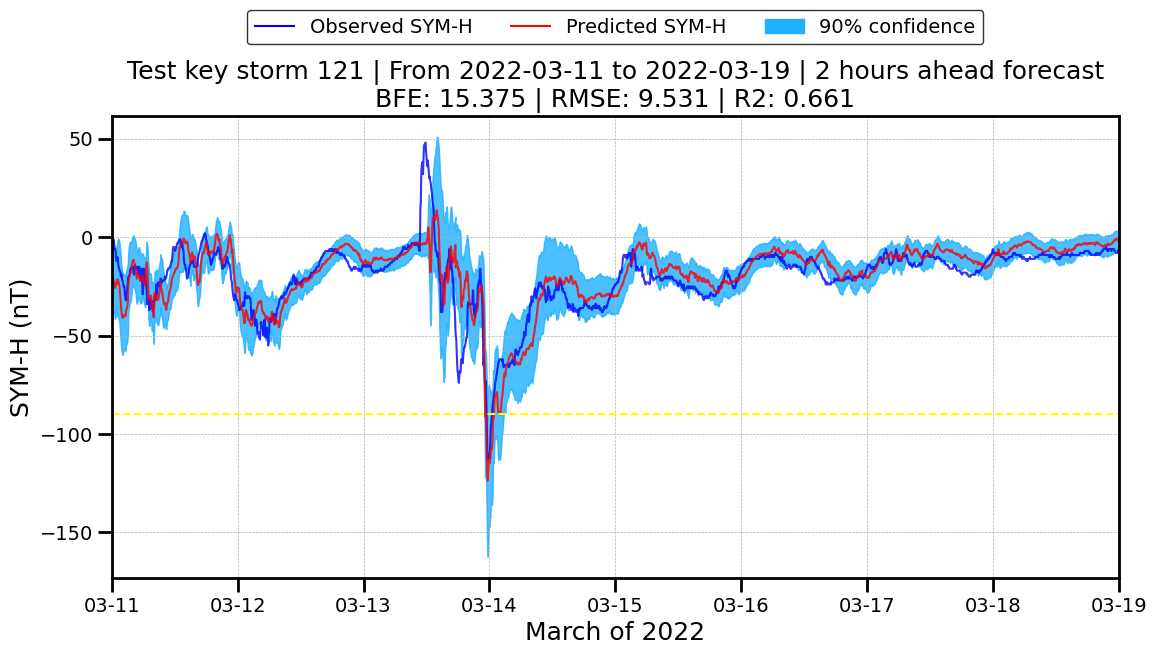 Observed SYM-H Predicted SYM-H 90% confidence
Test key storm 121 | From 2022-03-11 to 2022-03-19 | 2 hours ahead forecast
BFE: 15.375 | RMSE: 9.531 | R2: 0.661
SYM-H (nT)
50
0
−50
−100
−150
03-11 03-12 03-13 03-14 03-15 03-16 03-17 03-18 03-19
March of 2022